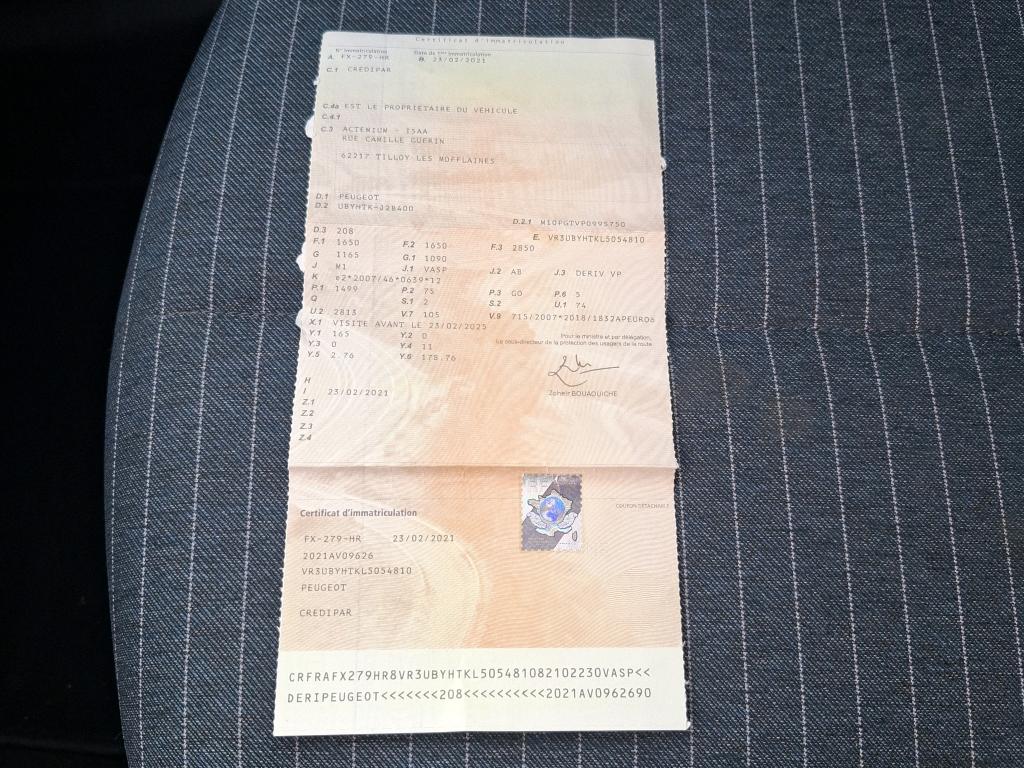 Certificat d'immatriculation
N° Immatriculation Date de 1ère immatriculation
A. FX-279-HR B. 23/02/2021
C.1 CREDIPAR
C.4a EST LE PROPRIETAIRE DU VEHICULE
C.4.1
C.3 ACTEMIUM - ISAA
RUE CAMILLE GUERIN
62217 TILLOY LES MOFFLAINES
D.1 PEUGEOT
D.2 UBYHTK-J2B400
D.2.1 M10PGTVP099S750
D.3 208 E. VR3UBYHTKL5054810
F.1 1650 F.2 1650 F.3 2850
G 1165 G.1 1090
J M1 J.1 VASP J.2 AB J.3 DERIV VP
K e2*2007/46*0639*12
P.1 1499 P.2 75 P.3 GO P.6 5
Q S.1 2 S.2 U.1 74
U.2 2813 V.7 105 V.9 715/2007*2018/1832APEURO6
X.1 VISITE AVANT LE 23/02/2025
Y.1 165 Y.2 0
Y.3 0 Y.4 11
Y.5 2.76 Y.6 178.76
Pour le ministre et par délégation,
Le sous-directeur de la protection des usagers de la route
H
I 23/02/2021
Zoheir BOUAOUICHE
Z.1
Z.2
Z.3
Z.4
COUPON DÉTACHABLE
Certificat d'immatriculation
FX-279-HR 23/02/2021
2021AV09626
VR3UBYHTKL5054810
PEUGEOT
CREDIPAR
CRFRAFX279HR8VR3UBYHTKL505481082102230VASP<<
DERIPEUGEOT<<<<<<<208<<<<<<<<<<2021AV0962690